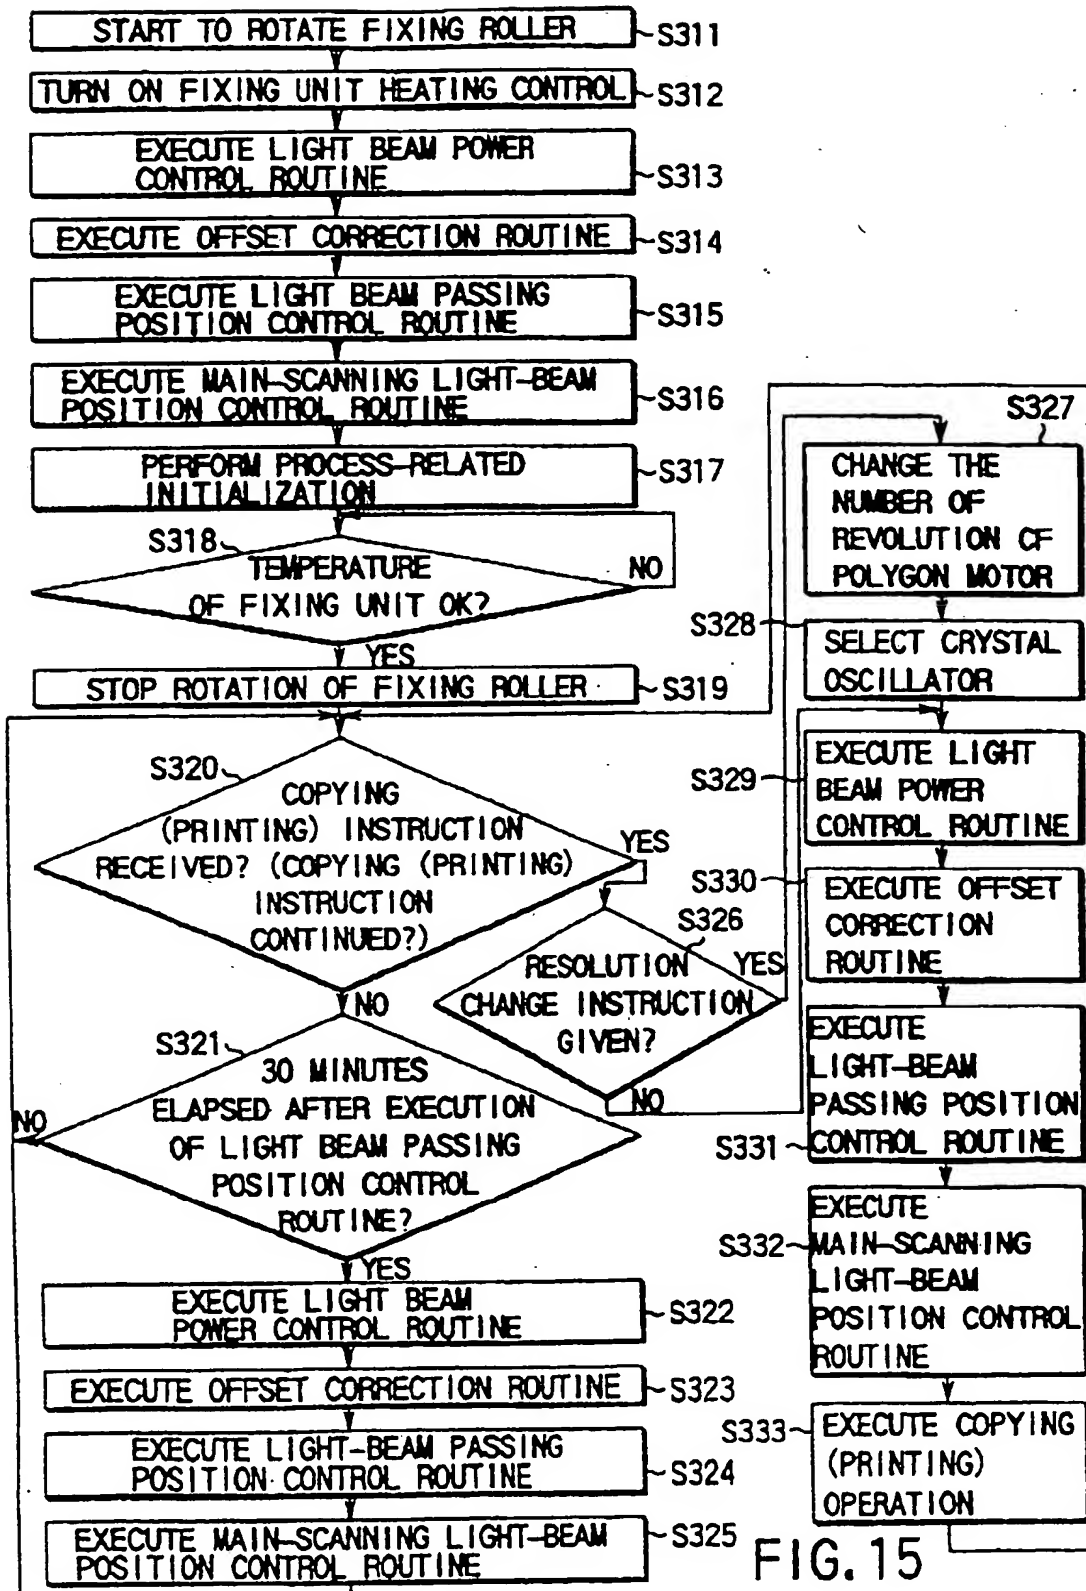 START TO ROTATE FIXING ROLLER
S311
TURN ON FIXING UNIT HEATING CONTROL
S312
EXECUTE LIGHT BEAM POWER
CONTROL ROUTINE
S313
EXECUTE OFFSET CORRECTION ROUTINE
S314
EXECUTE LIGHT BEAM PASSING
POSITION CONTROL ROUTINE
S315
EXECUTE MAIN-SCANNING LIGHT-BEAM
POSITION CONTROL ROUTINE
S316
PERFORM PROCESS-RELATED
INITIALIZATION
S317
S318
TEMPERATURE
OF FIXING UNIT OK?
NO
YES
STOP ROTATION OF FIXING ROLLER
S319
S320
COPYING
(PRINTING) INSTRUCTION
RECEIVED? (COPYING (PRINTING)
INSTRUCTION
CONTINUED?)
YES
NO
S326
RESOLUTION
CHANGE INSTRUCTION
GIVEN?
YES
NO
S321
30 MINUTES
ELAPSED AFTER EXECUTION
OF LIGHT BEAM PASSING
POSITION CONTROL
ROUTINE?
NO
YES
EXECUTE LIGHT BEAM
POWER CONTROL ROUTINE
S322
EXECUTE OFFSET CORRECTION ROUTINE
S323
EXECUTE LIGHT-BEAM PASSING
POSITION CONTROL ROUTINE
S324
EXECUTE MAIN-SCANNING LIGHT-BEAM
POSITION CONTROL ROUTINE
S325
S327
CHANGE THE
NUMBER OF
REVOLUTION CF
POLYGON MOTOR
S328
SELECT CRYSTAL
OSCILLATOR
S329
EXECUTE LIGHT
BEAM POWER
CONTROL ROUTINE
S330
EXECUTE OFFSET
CORRECTION
ROUTINE
EXECUTE
LIGHT-BEAM
PASSING POSITION
CONTROL ROUTINE
S331
EXECUTE
MAIN-SCANNING
LIGHT-BEAM
POSITION CONTROL
ROUTINE
S332
S333
EXECUTE COPYING
(PRINTING)
OPERATION
FIG. 15